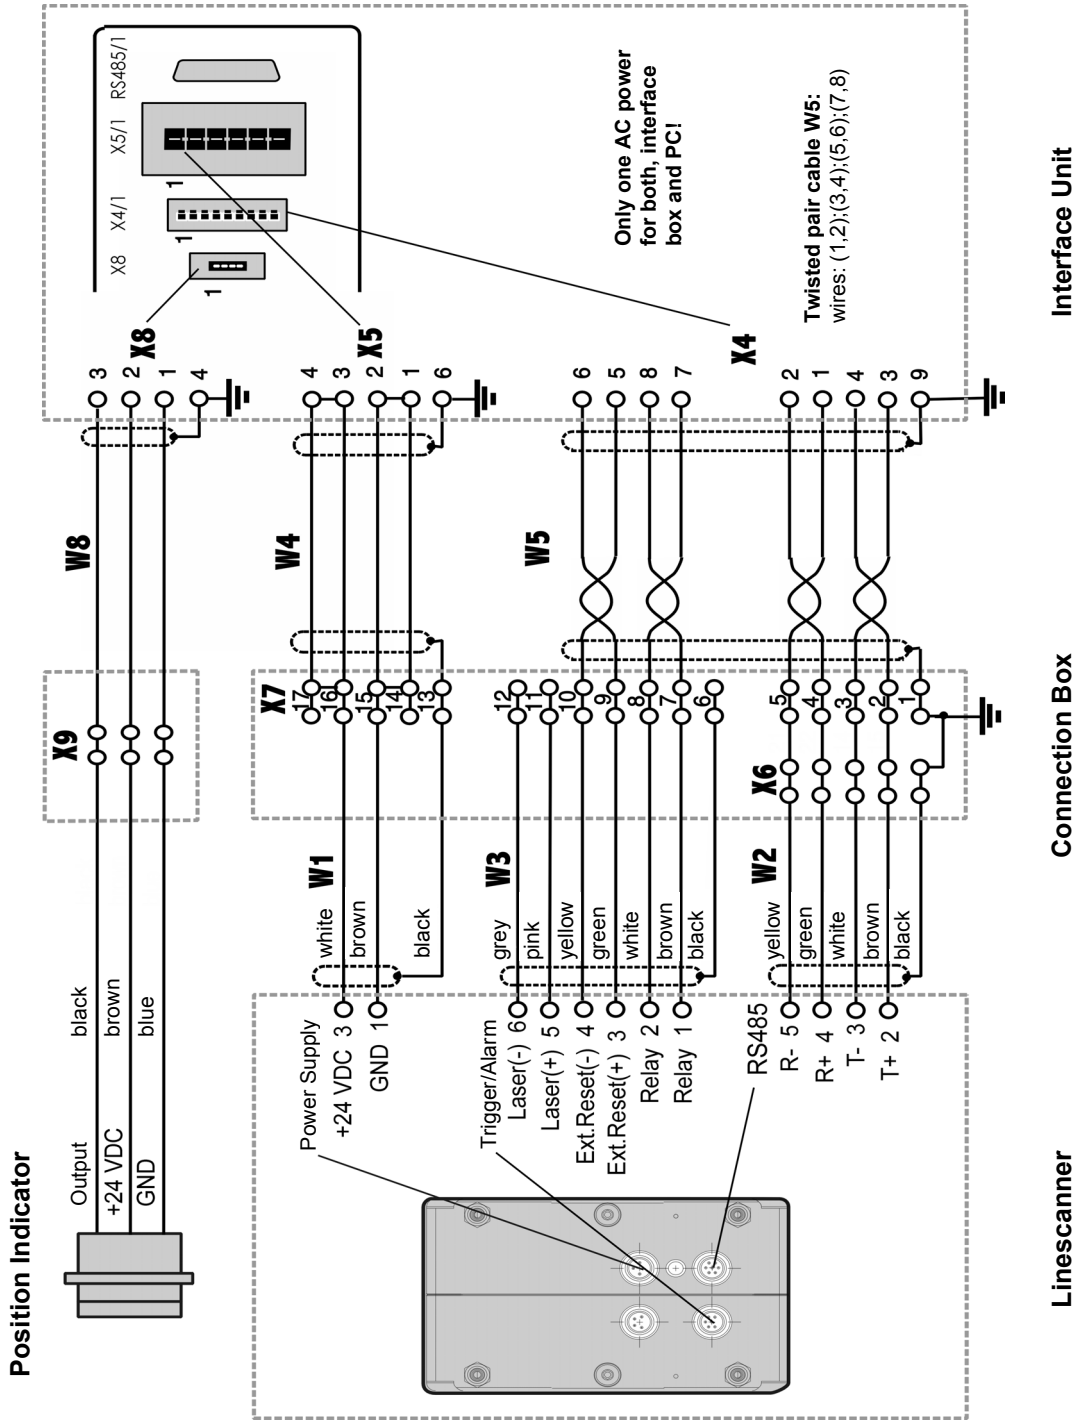 Position Indicator
Output
+24 VDC
GND
black
brown
blue
X9
W8
3
2
1
4
X8
X8
X4/1
X5/1
RS485/1
1
1
1
Power Supply
+24 VDC 3
GND 1
white
brown
black
W1
X7
17
16
15
14
13
W4
4
3
2
1
6
X5
Only one AC power
for both, interface
box and PC!
Trigger/Alarm
Laser(-) 6
Laser(+) 5
Ext.Reset(-) 4
Ext.Reset(+) 3
Relay 2
Relay 1
grey
pink
yellow
green
white
brown
black
W3
12
11
10
9
8
7
6
W5
6
5
8
7
X4
RS485
R- 5
R+ 4
T- 3
T+ 2
yellow
green
white
brown
black
W2
X6
5
4
3
2
1
2
1
4
3
9
Twisted pair cable W5:
wires: (1,2);(3,4);(5,6);(7,8)
Linescanner
Connection Box
Interface Unit